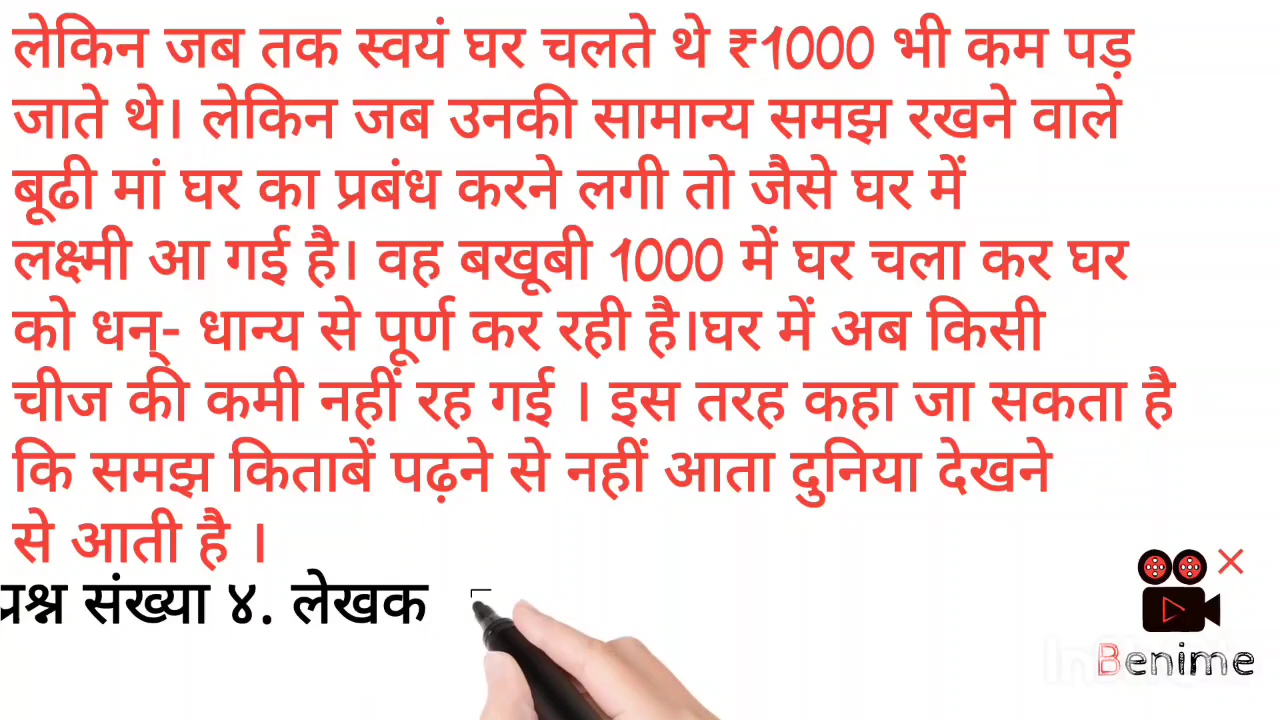 लेकिन जब तक स्वयं घर चलते थे ₹1000 भी कम पड़
जाते थे। लेकिन जब उनकी सामान्य समझ रखने वाले
बूढी मां घर का प्रबंध करने लगी तो जैसे घर में
लक्ष्मी आ गई है। वह बखूबी 1000 में घर चला कर घर
को धन्- धान्य से पूर्ण कर रही है।घर में अब किसी
चीज की कमी नहीं रह गई । इस तरह कहा जा सकता है
कि समझ किताबें पढ़ने से नहीं आता दुनिया देखने
से आती है ।
प्रश्न संख्या ४. लेखक
Benime